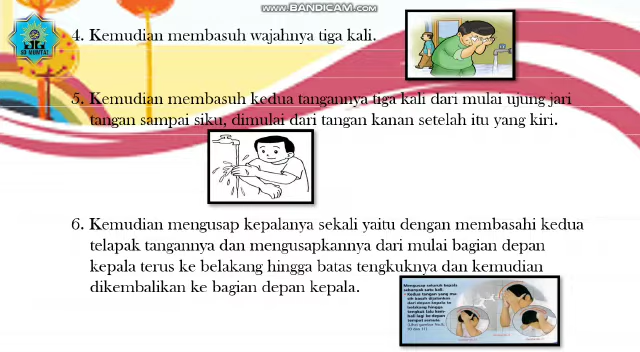 www.BANDICAM.com
4. Kemudian membasuh wajahnya tiga kali.
5. Kemudian membasuh kedua tangannya tiga kali dari mulai ujung jari
tangan sampai siku, dimulai dari tangan kanan setelah itu yang kiri.
6. Kemudian mengusap kepalanya sekali yaitu dengan membasahi kedua
telapak tangannya dan mengusapkannya dari mulai bagian depan
kepala terus ke belakang hingga batas tengkuknya dan kemudian
dikembalikan ke bagian depan kepala.
Mengusap seluruh kepala
sebanyak satu kali.